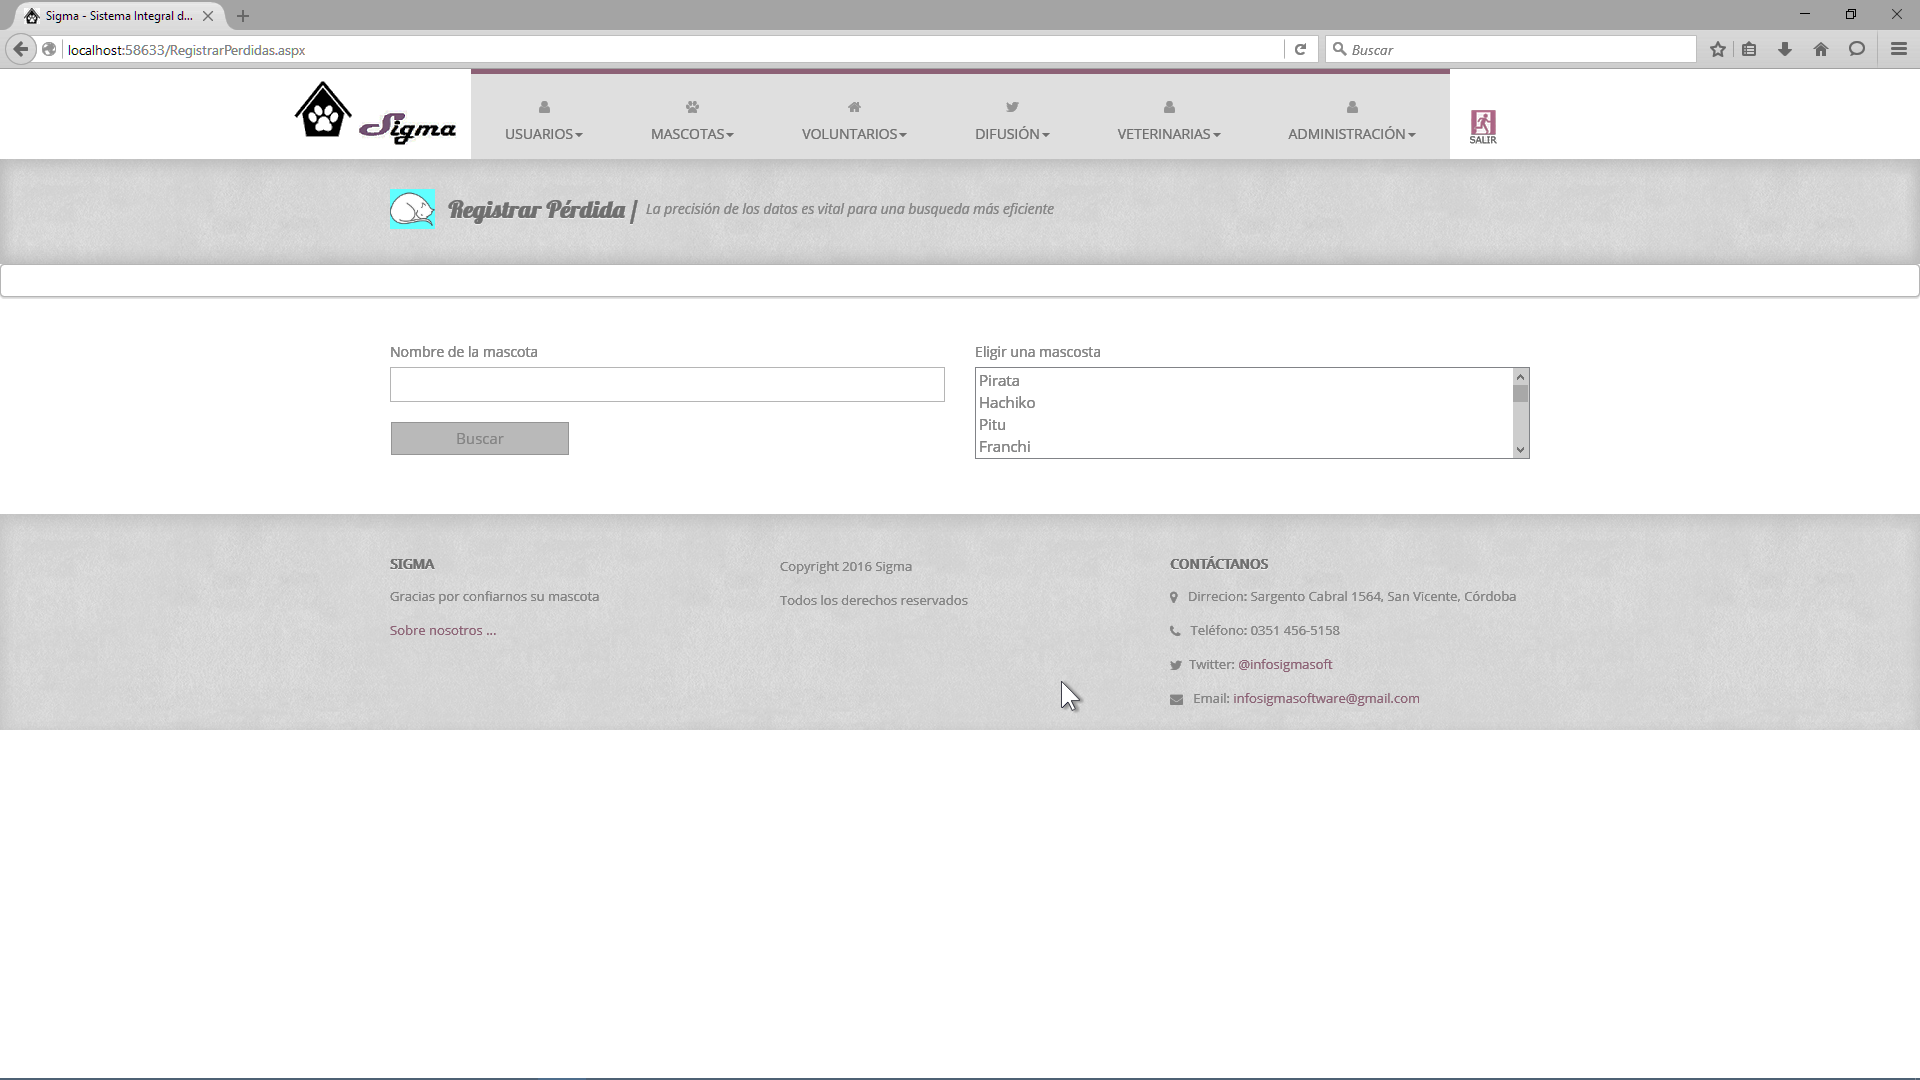 Sigma - Sistema Integral d...
localhost:58633/RegistrarPerdidas.aspx
Buscar
Sigma
USUARIOS
MASCOTAS
VOLUNTARIOS
DIFUSIÓN
VETERINARIAS
ADMINISTRACIÓN
SALIR
Registrar Pérdida / La precisión de los datos es vital para una busqueda más eficiente
Nombre de la mascota
Buscar
Eligir una mascosta
Pirata
Hachiko
Pitu
Franchi
SIGMA
Gracias por confiarnos su mascota
Sobre nosotros ...
Copyright 2016 Sigma
Todos los derechos reservados
CONTÁCTANOS
Dirrecion: Sargento Cabral 1564, San Vicente, Córdoba
Teléfono: 0351 456-5158
Twitter: @infosigmasoft
Email: infosigmasoftware@gmail.com